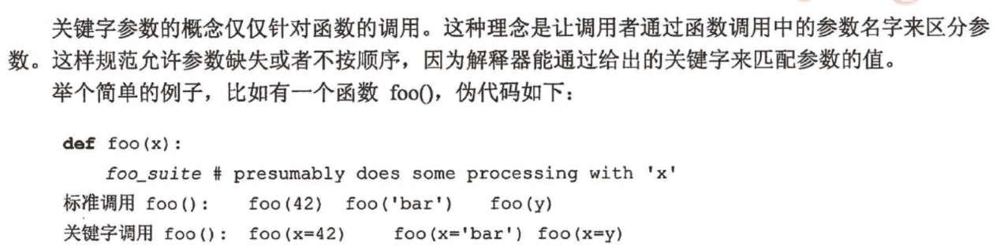 关键字参数的概念仅仅针对函数的调用。这种理念是让调用者通过函数调用中的参数名字来区分参
数。这样规范允许参数缺失或者不按顺序，因为解释器能通过给出的关键字来匹配参数的值。
举个简单的例子，比如有一个函数 foo()，伪代码如下：
def foo(x):
    foo_suite # presumably does some processing with 'x'
标准调用 foo():   foo(42)  foo('bar')   foo(y)
关键字调用 foo():  foo(x=42)    foo(x='bar') foo(x=y)